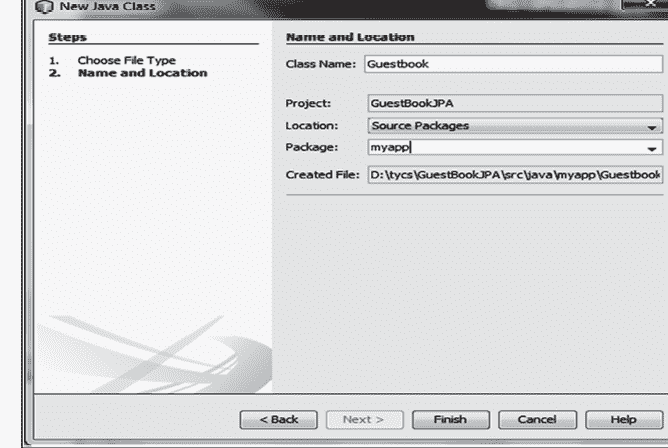 New Java Class
Steps
1. Choose File Type
2. Name and Location
Name and Location
Class Name: Guestbook
Project: GuestBookJPA
Location: Source Packages
Package: myapp
Created File: D:\tycs\GuestBookJPA\src\java\myapp\Guestbook
< Back Next > Finish Cancel Help